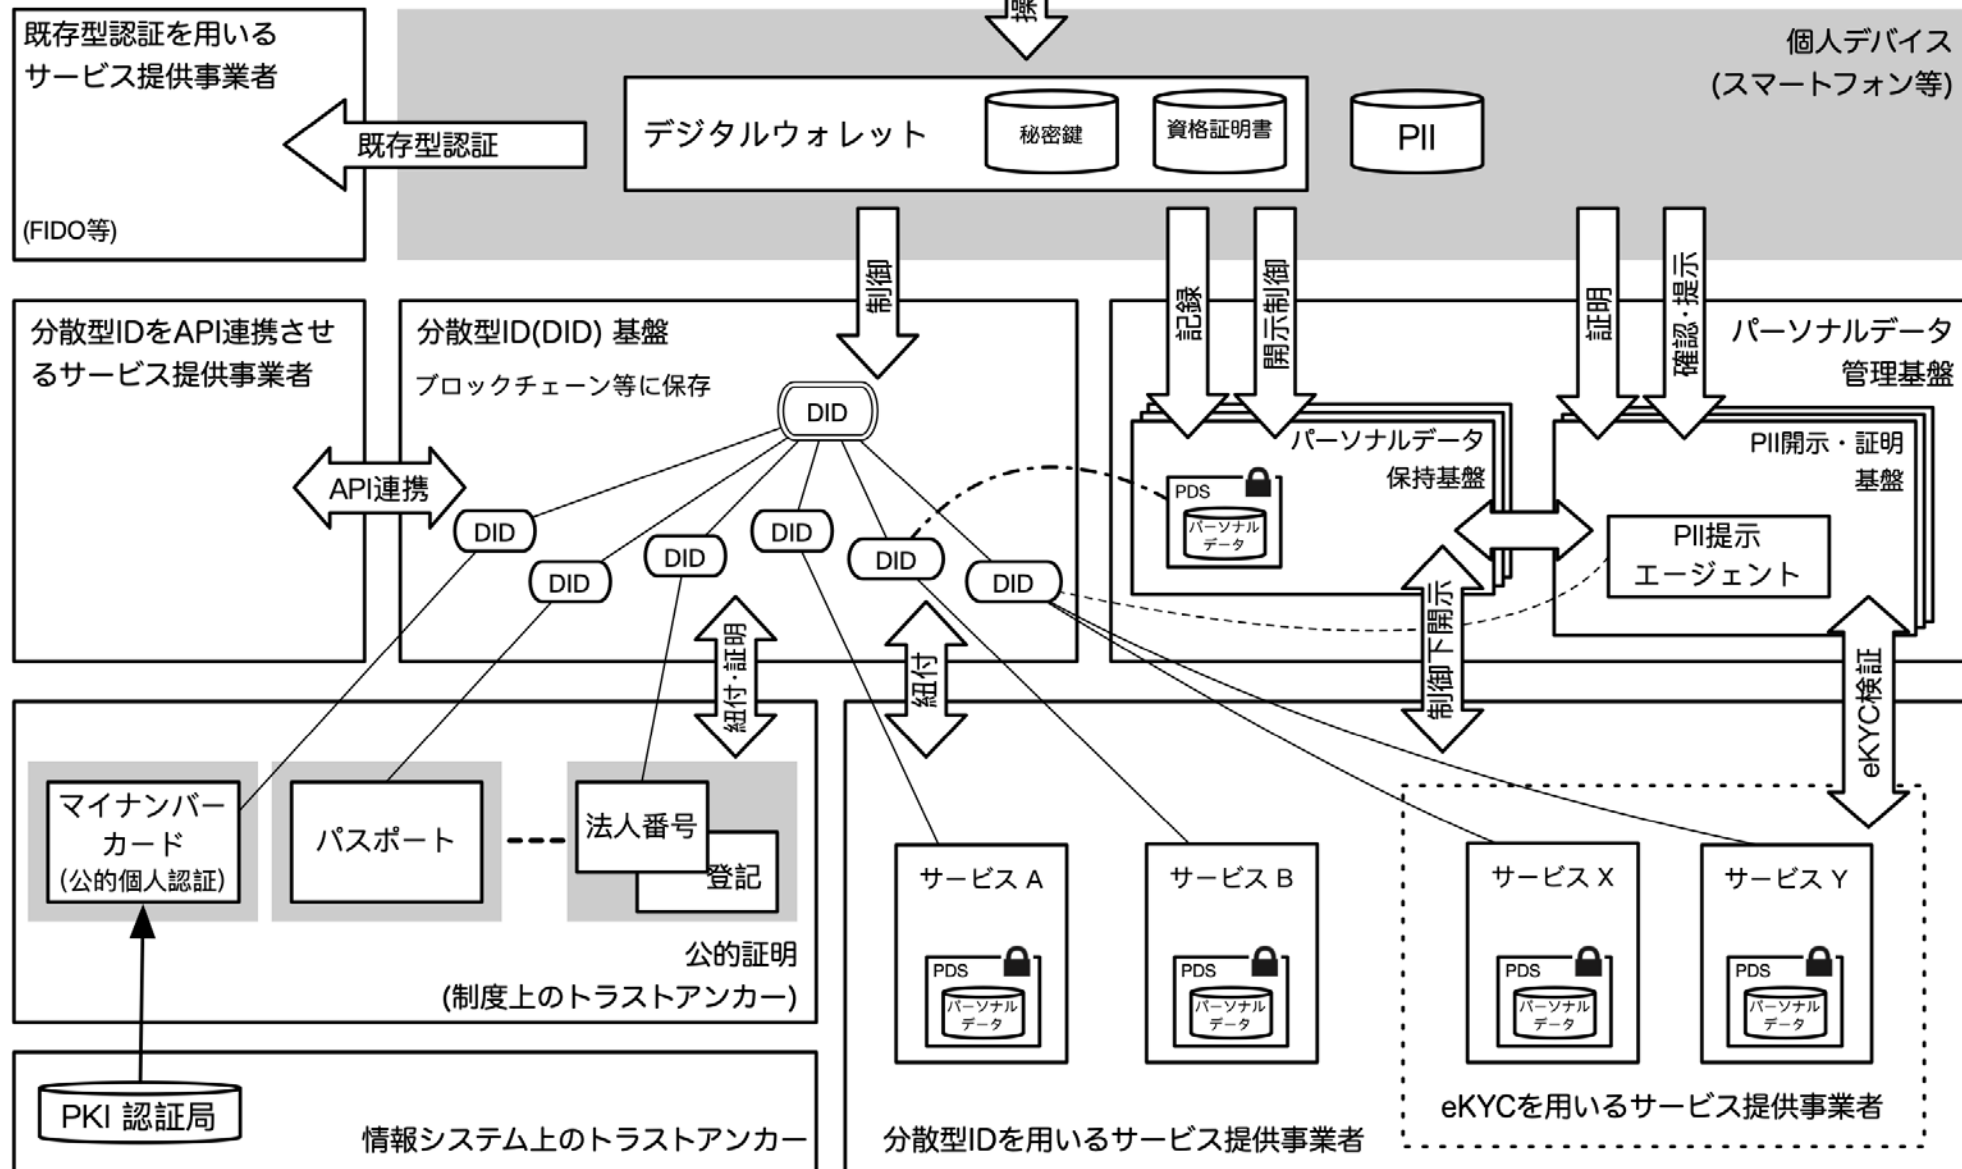 既存型認証を用いる
サービス提供事業者
(FIDO等)
既存型認証
個人デバイス
(スマートフォン等)
デジタルウォレット
秘密鍵
資格証明書
PII
制御
記録
開示制御
証明
確認・提示
分散型IDをAPI連携させ
るサービス提供事業者
API連携
分散型ID(DID) 基盤
ブロックチェーン等に保存
DID
DID
DID
DID
DID
DID
DID
パーソナルデータ
管理基盤
パーソナルデータ
保持基盤
PDS
パーソナル
データ
PII開示・証明
基盤
PII提示
エージェント
紐付・証明
紐付
制御下開示
eKYC検証
マイナンバー
カード
(公的個人認証)
パスポート
法人番号
登記
公的証明
(制度上のトラストアンカー)
PKI 認証局
情報システム上のトラストアンカー
サービス A
PDS
パーソナル
データ
サービス B
PDS
パーソナル
データ
サービス X
PDS
パーソナル
データ
サービス Y
PDS
パーソナル
データ
eKYCを用いるサービス提供事業者
分散型IDを用いるサービス提供事業者